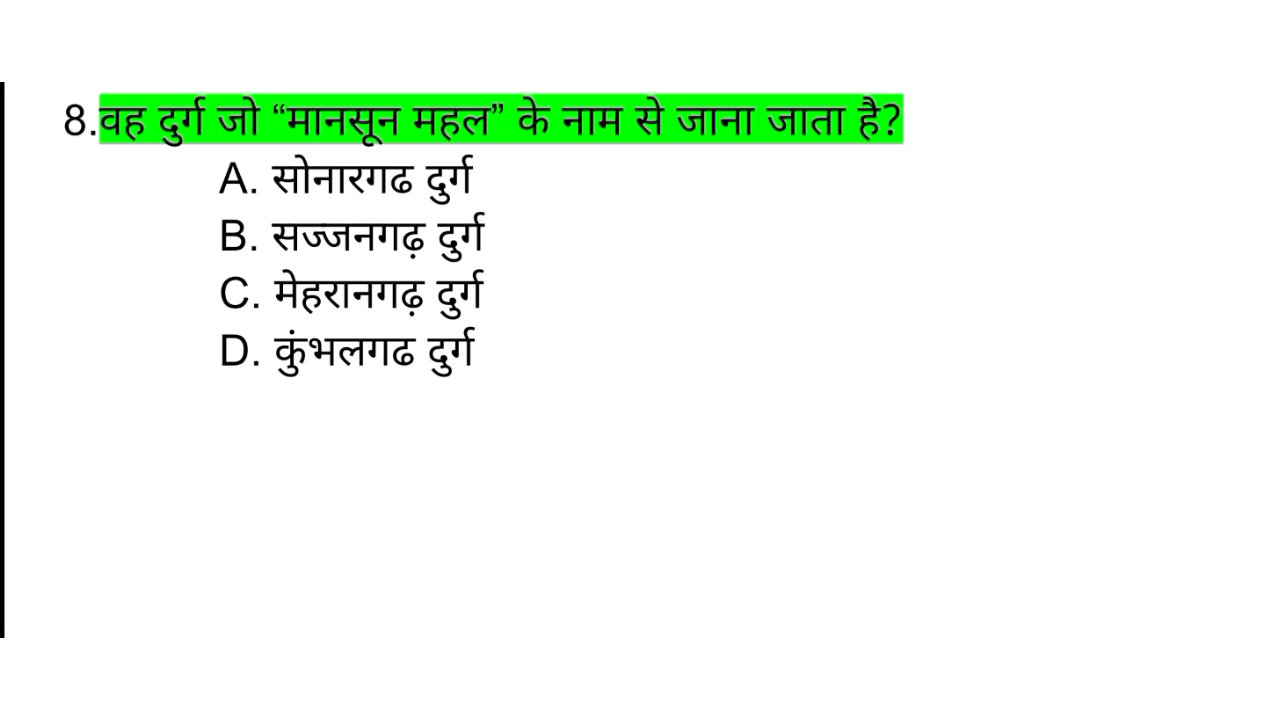 8.वह दुर्ग जो “मानसून महल” के नाम से जाना जाता है?
A. सोनारगढ दुर्ग
B. सज्जनगढ़ दुर्ग
C. मेहरानगढ़ दुर्ग
D. कुंभलगढ दुर्ग